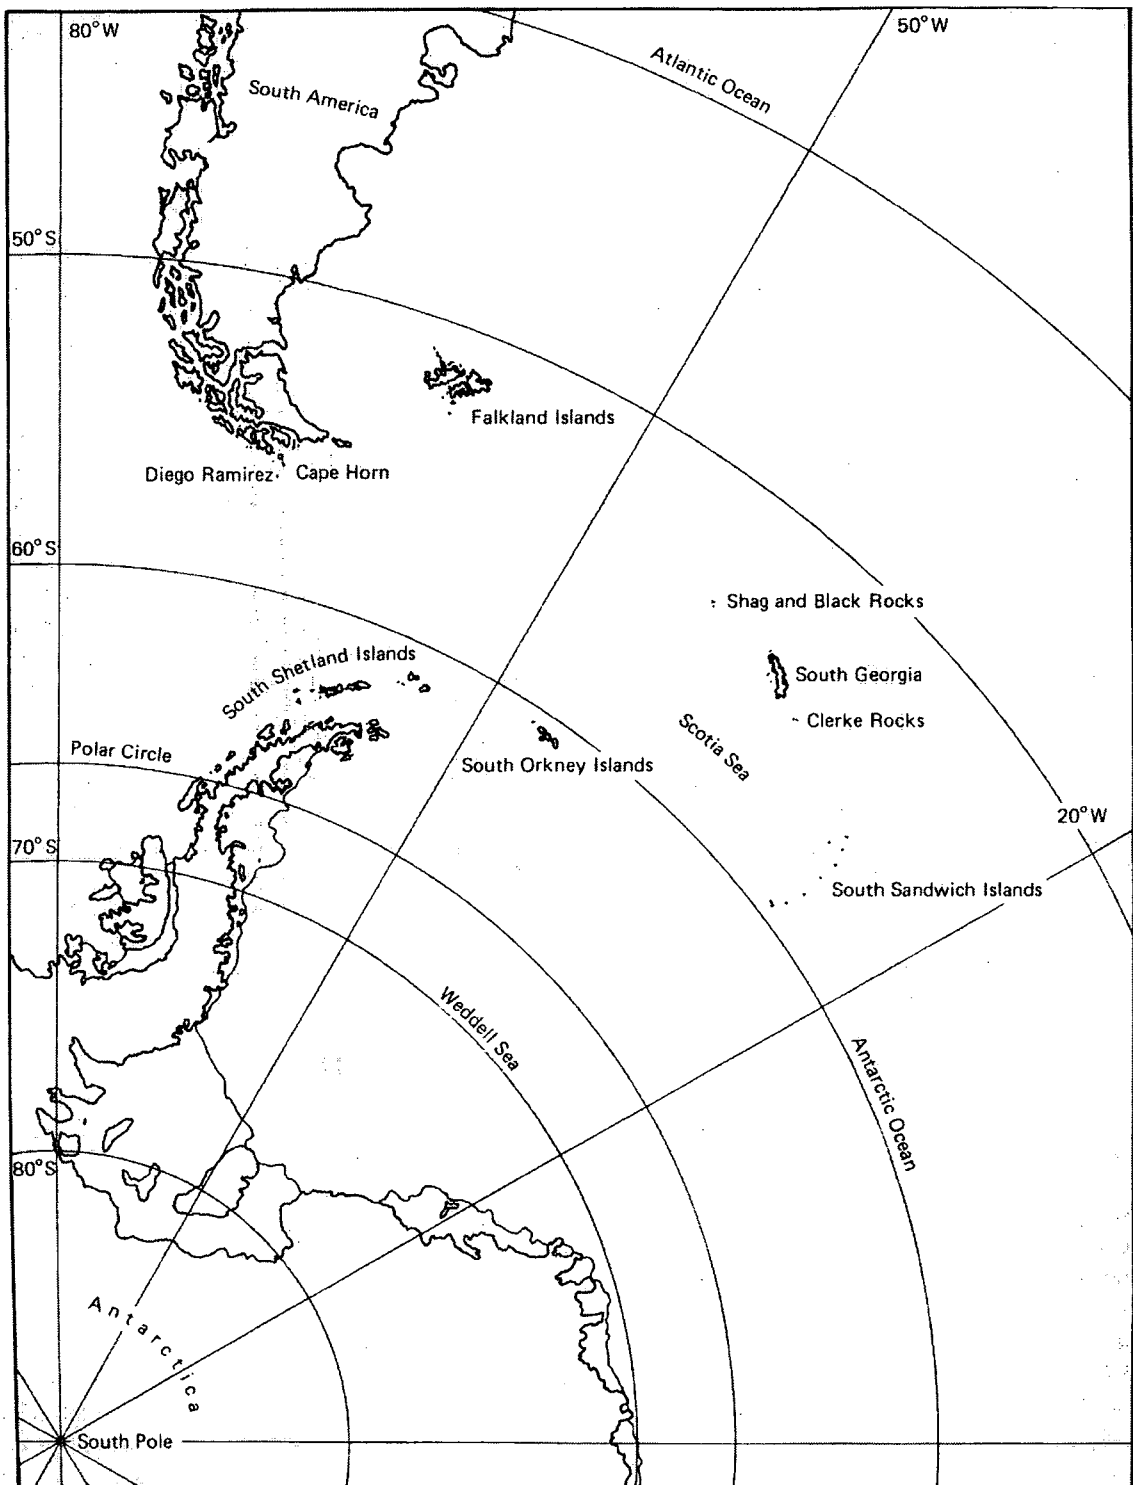 80°W
50°W
Atlantic Ocean
South America
50°S
Falkland Islands
Diego Ramirez
Cape Horn
60°S
Shag and Black Rocks
South Shetland Islands
South Georgia
Clerke Rocks
Scotia Sea
Polar Circle
South Orkney Islands
20°W
70°S
South Sandwich Islands
Weddell Sea
Antarctic Ocean
80°S
Antarctica
South Pole